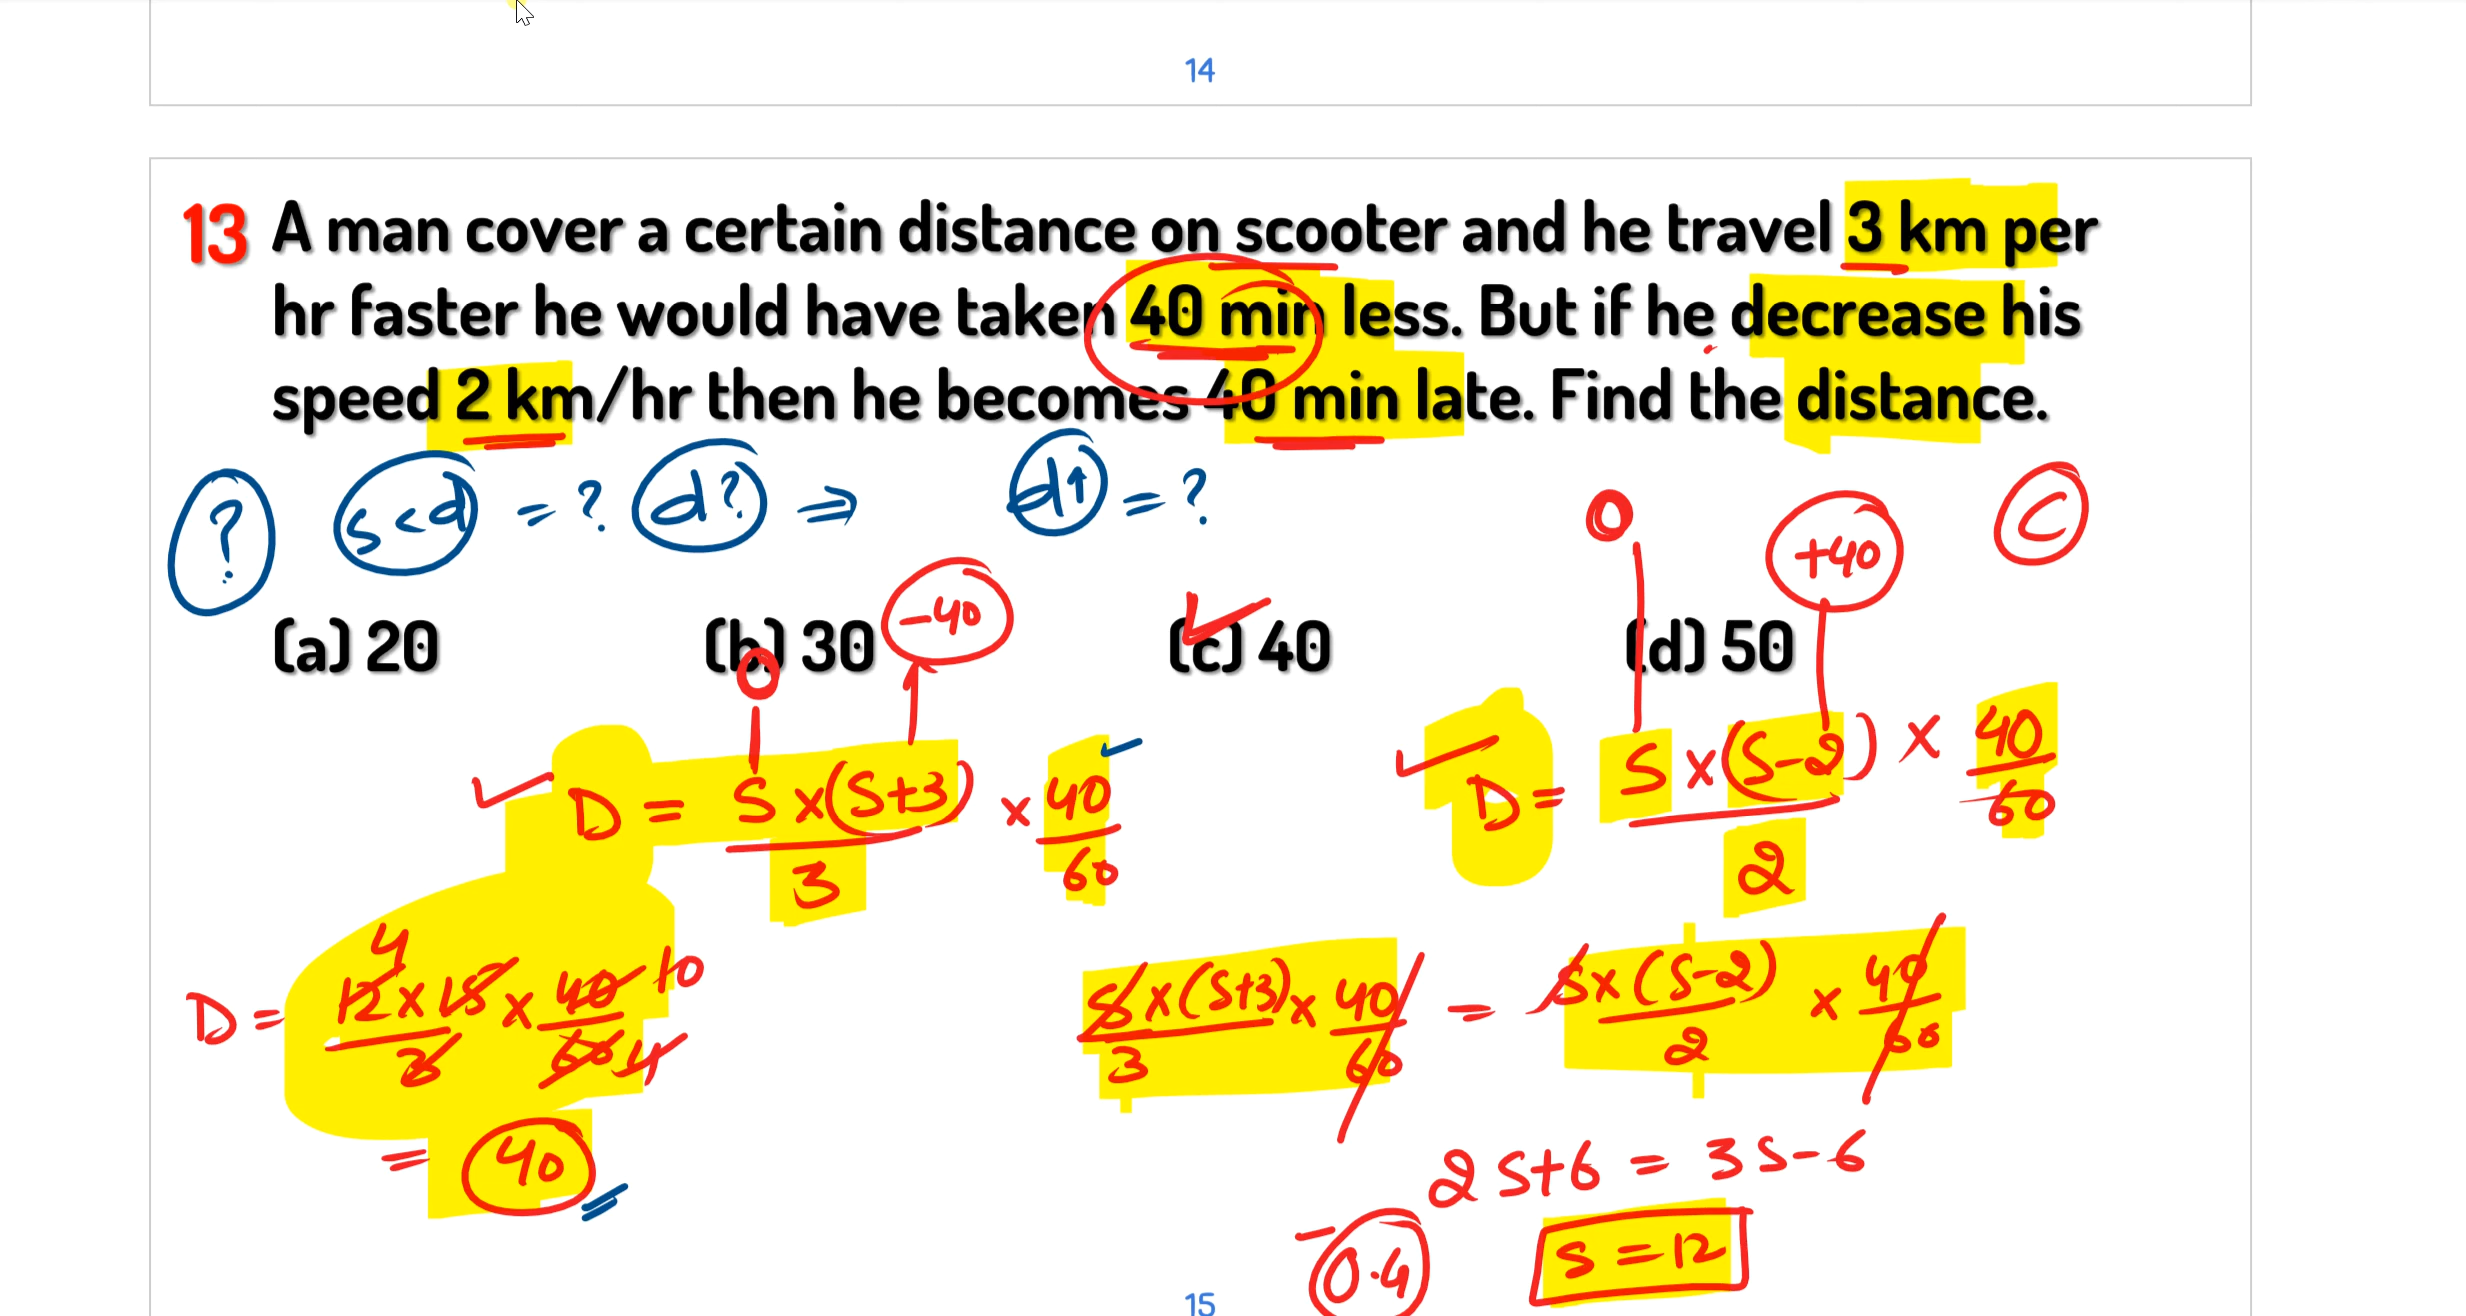 14
13 A man cover a certain distance on scooter and he travel 3 km per
hr faster he would have taken 40 min less. But if he decrease his
speed 2 km/hr then he becomes 40 min late. Find the distance.
? s<d = ? d? ⇒ d↑ = ?
0 +40 C
-40
(a) 20 (b) 30 (c) 40 (d) 50
0
D = S×(S+3)/3 × 40/60
D = S×(S-2)/2 × 40/60
D = 12×15/3 × 40/60 4 10 4
S×(S+3)/3 × 40/60 = S×(S-2)/2 × 40/60
= 40
2S+6 = 3S-6
0.4
S=12
15